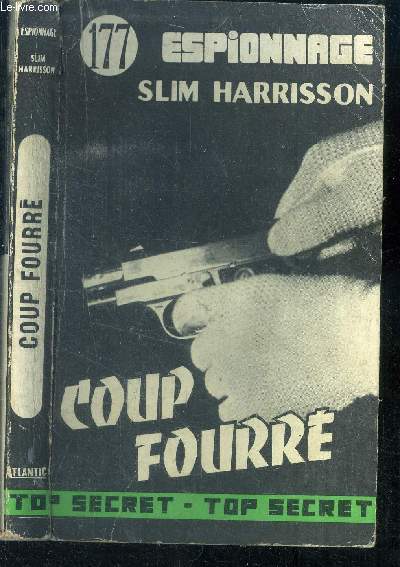 www.le-livre.com
ESPIONNAGE
SLIM
HARRISSON
COUP FOURRÉ
ATLANTIC
177 ESPIONNAGE
SLIM HARRISSON
COUP
FOURRÉ
TOP SECRET - TOP SECRET